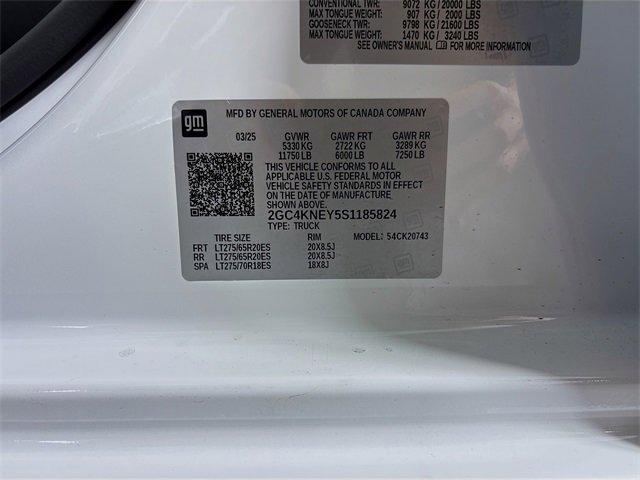 CONVENTIONAL TWR: 9072 KG/20000 LBS
MAX TONGUE WEIGHT: 907 KG/ 2000 LBS
GOOSENECK TWR: 9798 KG/21600 LBS
MAX TONGUE WEIGHT: 1470 KG/ 3240 LBS
SEE OWNER'S MANUAL GM FOR MORE INFORMATION
gm
MFD BY GENERAL MOTORS OF CANADA COMPANY
03/25 GVWR GAWR FRT GAWR RR
5330 KG 2722 KG 3289 KG
11750 LB 6000 LB 7250 LB
THIS VEHICLE CONFORMS TO ALL
APPLICABLE U.S. FEDERAL MOTOR
VEHICLE SAFETY STANDARDS IN EFFECT
ON THE DATE OF MANUFACTURE
SHOWN ABOVE.
2GC4KNEY5S1185824
TYPE: TRUCK
TIRE SIZE RIM MODEL: 54CK20743
FRT LT275/65R20ES 20X8.5J
RR LT275/65R20ES 20X8.5J
SPA LT275/70R18ES 18X8J